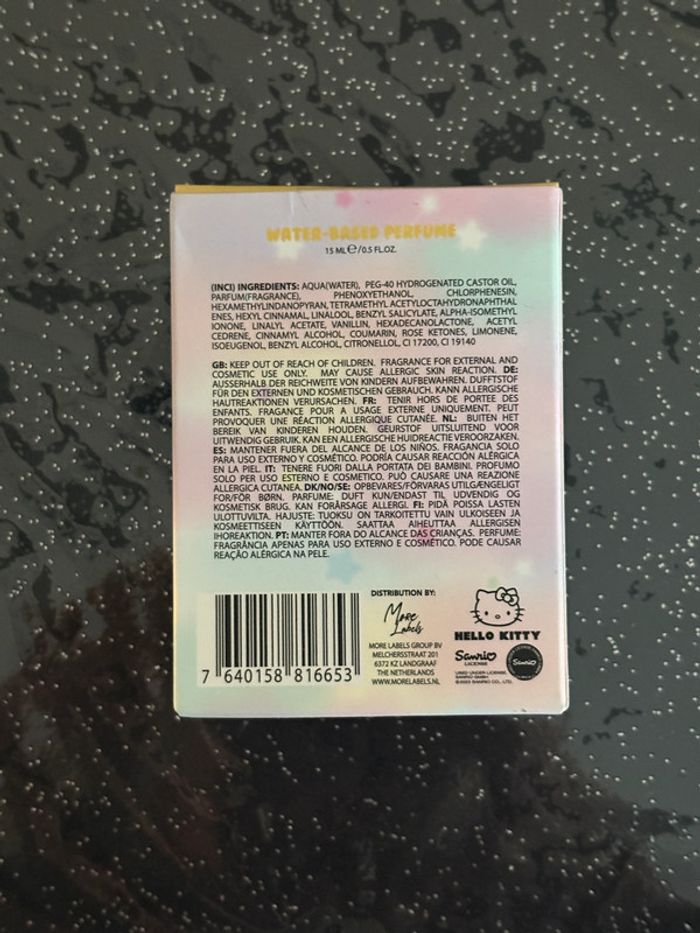 WATER-BASED PERFUME
15 ML℮/0.5 FL.OZ.
(INCI) INGREDIENTS: AQUA(WATER), PEG-40 HYDROGENATED CASTOR OIL,
PARFUM(FRAGRANCE), PHENOXYETHANOL, CHLORPHENESIN,
HEXAMETHYLINDANOPYRAN, TETRAMETHYL ACETYLOCTAHYDRONAPHTHAL
ENES, HEXYL CINNAMAL, LINALOOL, BENZYL SALICYLATE, ALPHA-ISOMETHYL
IONONE, LINALYL ACETATE, VANILLIN, HEXADECANOLACTONE, ACETYL
CEDRENE, CINNAMYL ALCOHOL, COUMARIN, ROSE KETONES, LIMONENE,
ISOEUGENOL, BENZYL ALCOHOL, CITRONELLOL, CI 17200, CI 19140
GB: KEEP OUT OF REACH OF CHILDREN. FRAGRANCE FOR EXTERNAL AND
COSMETIC USE ONLY. MAY CAUSE ALLERGIC SKIN REACTION. DE:
AUSSERHALB DER REICHWEITE VON KINDERN AUFBEWAHREN. DUFTSTOF
FÜR DEN EXTERNEN UND KOSMETISCHEN GEBRAUCH. KANN ALLERGISCHE
HAUTREAKTIONEN VERURSACHEN. FR: TENIR HORS DE PORTEE DES
ENFANTS. FRAGANCE POUR A USAGE EXTERNE UNIQUEMENT. PEUT
PROVOQUER UNE RÉACTION ALLERGIQUE CUTANÉE. NL: BUITEN HET
BEREIK VAN KINDEREN HOUDEN. GEURSTOF UITSLUITEND VOOR
UITWENDIG GEBRUIK. KAN EEN ALLERGISCHE HUIDREACTIE VEROORZAKEN.
ES: MANTENER FUERA DEL ALCANCE DE LOS NIÑOS. FRAGANCIA SOLO
PARA USO EXTERNO Y COSMÉTICO. PODRÍA CAUSAR REACCIÓN ALÉRGICA
EN LA PIEL. IT: TENERE FUORI DALLA PORTATA DEI BAMBINI. PROFUMO
SOLO PER USO ESTERNO E COSMETICO. PUÒ CAUSARE UNA REAZIONE
ALLERGICA CUTANEA. DK/NO/SE: OPBEVARES/FÖRVARAS UTILGÆNGELIGT
FOR/FÖR BØRN. PARFUME: DUFT KUN/ENDAST TIL UDVENDIG OG
KOSMETISK BRUG. KAN FORÅRSAGE ALLERGI. FI: PIDÄ POISSA LASTEN
ULOTTUVILTA. HAJUSTE: TUOKSU ON TARKOITETTU VAIN ULKOISEEN JA
KOSMEETTISEEN KÄYTTÖÖN. SAATTAA AIHEUTTAA ALLERGISEN
IHOREAKTION. PT: MANTER FORA DO ALCANCE DAS CRIANÇAS. PERFUME:
FRAGRÂNCIA APENAS PARA USO EXTERNO E COSMÉTICO. PODE CAUSAR
REAÇÃO ALÉRGICA NA PELE.
7 640158 816653
DISTRIBUTION BY:
More
Labels
MORE LABELS GROUP BV
MELCHERSSTRAAT 201
6372 KZ LANDGRAAF
THE NETHERLANDS
WWW.MORELABELS.NL
HELLO KITTY
Sanrio
LICENSE
USED UNDER LICENSE,
SANRIO GMBH
©2023 SANRIO CO., LTD.
Sanrio